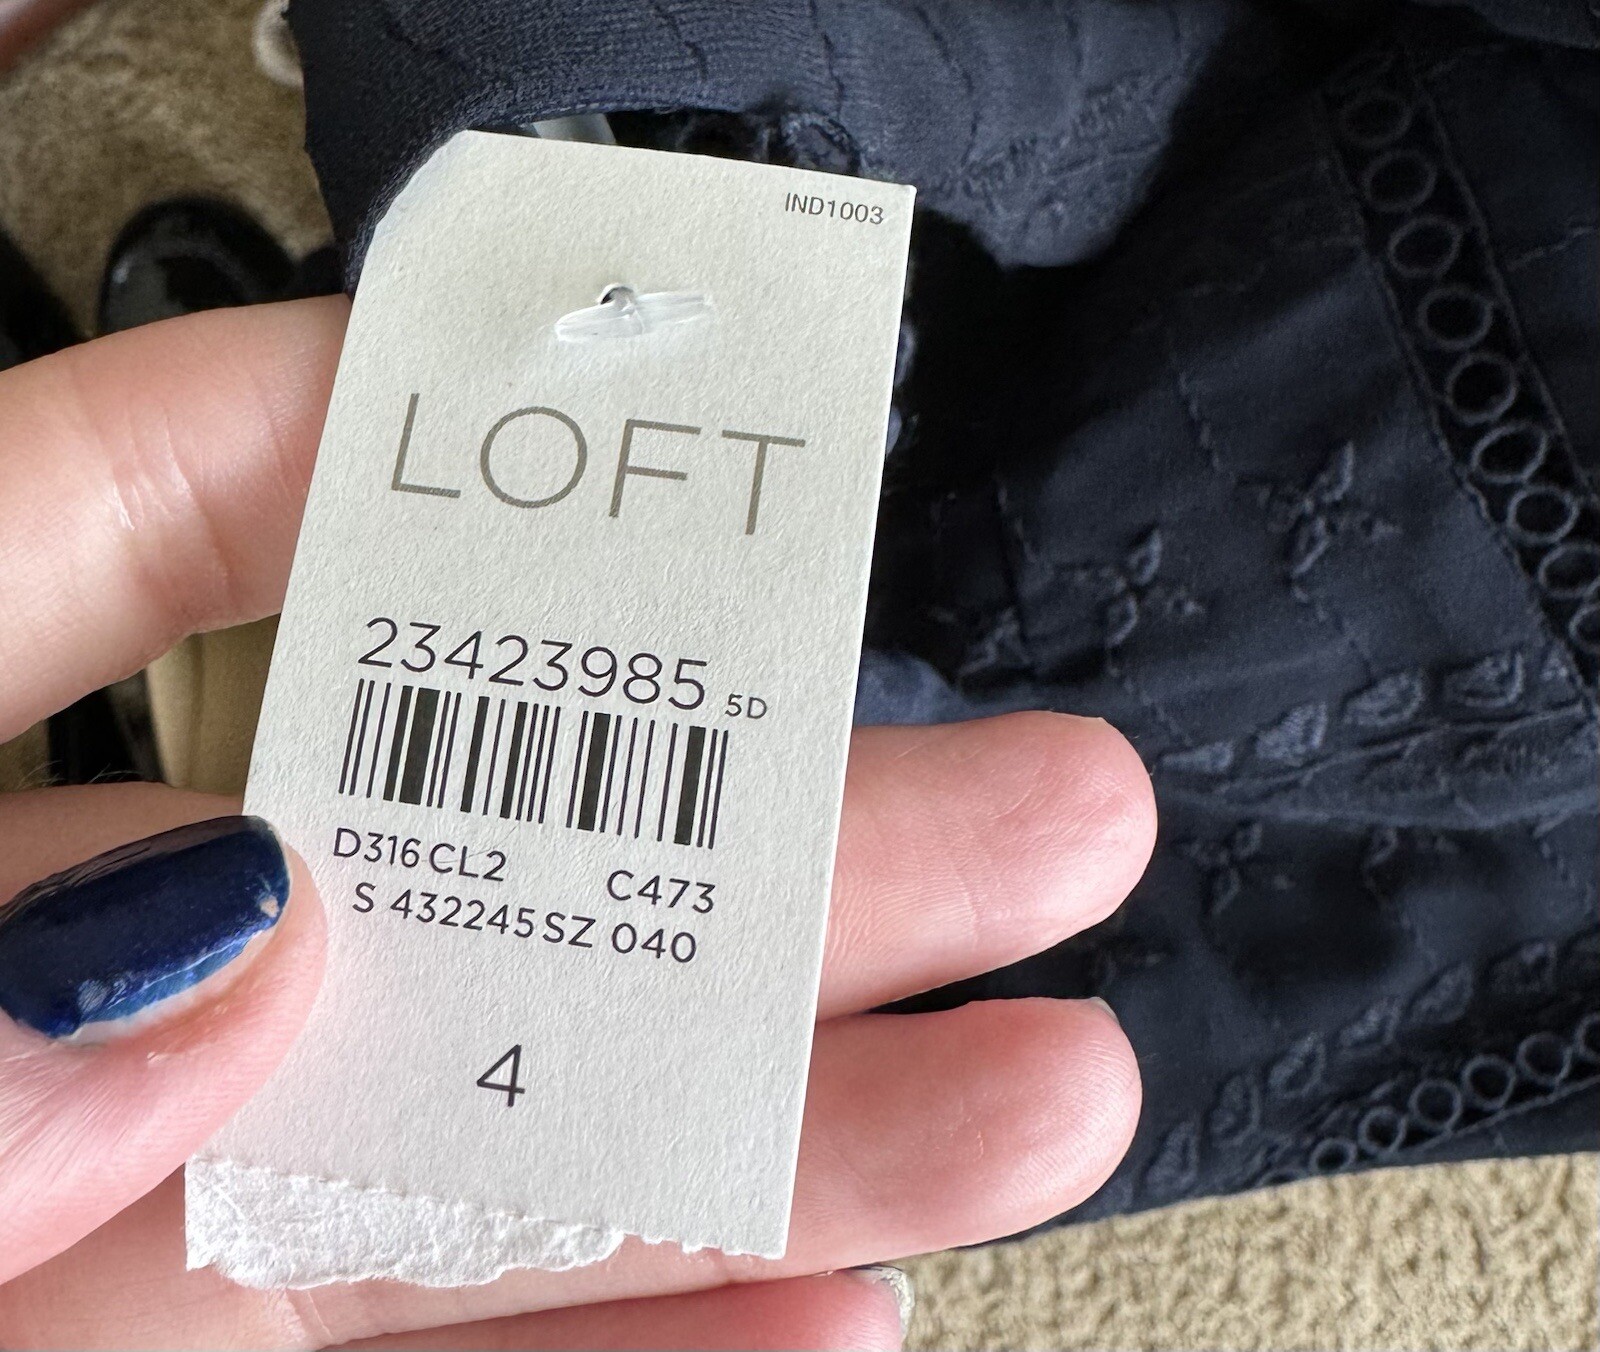 IND1003
LOFT
23423985 5D
D316 CL2 C473
S 432245 SZ 040
4